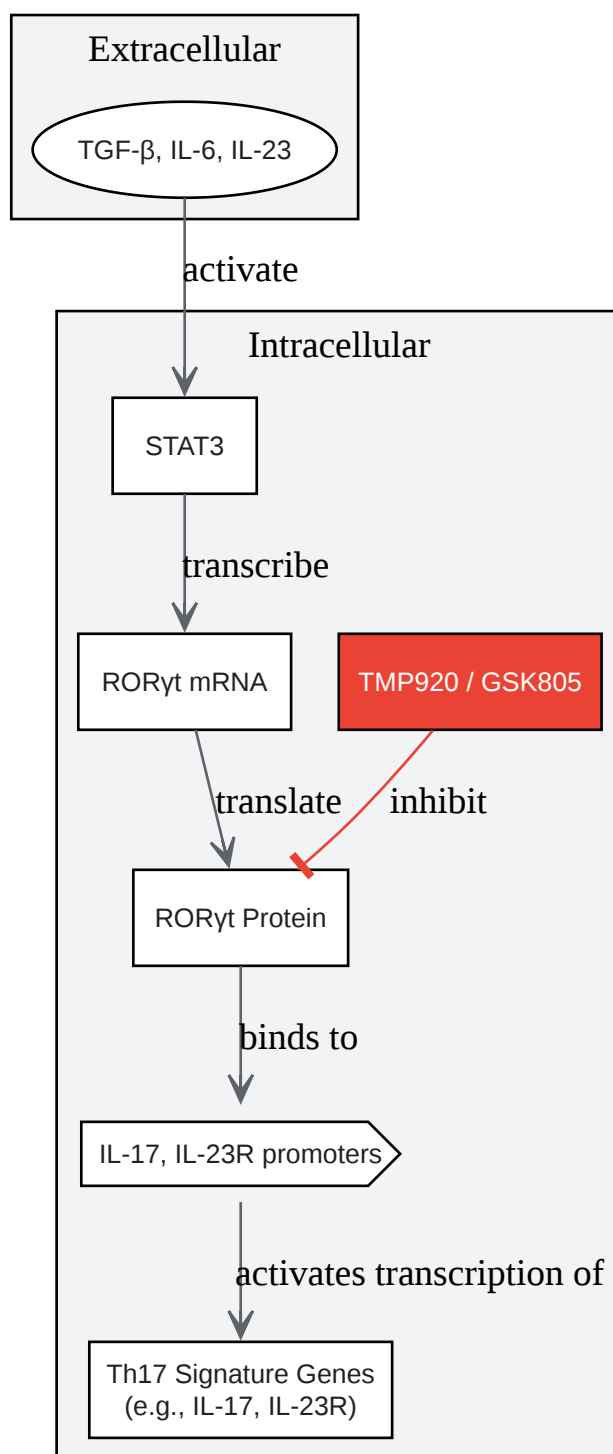 Extracellular
TGF-β, IL-6, IL-23
activate
Intracellular
STAT3
transcribe
RORγt mRNA
TMP920 / GSK805
translate
inhibit
RORγt Protein
binds to
IL-17, IL-23R promoters
activates transcription of
Th17 Signature Genes
(e.g., IL-17, IL-23R)